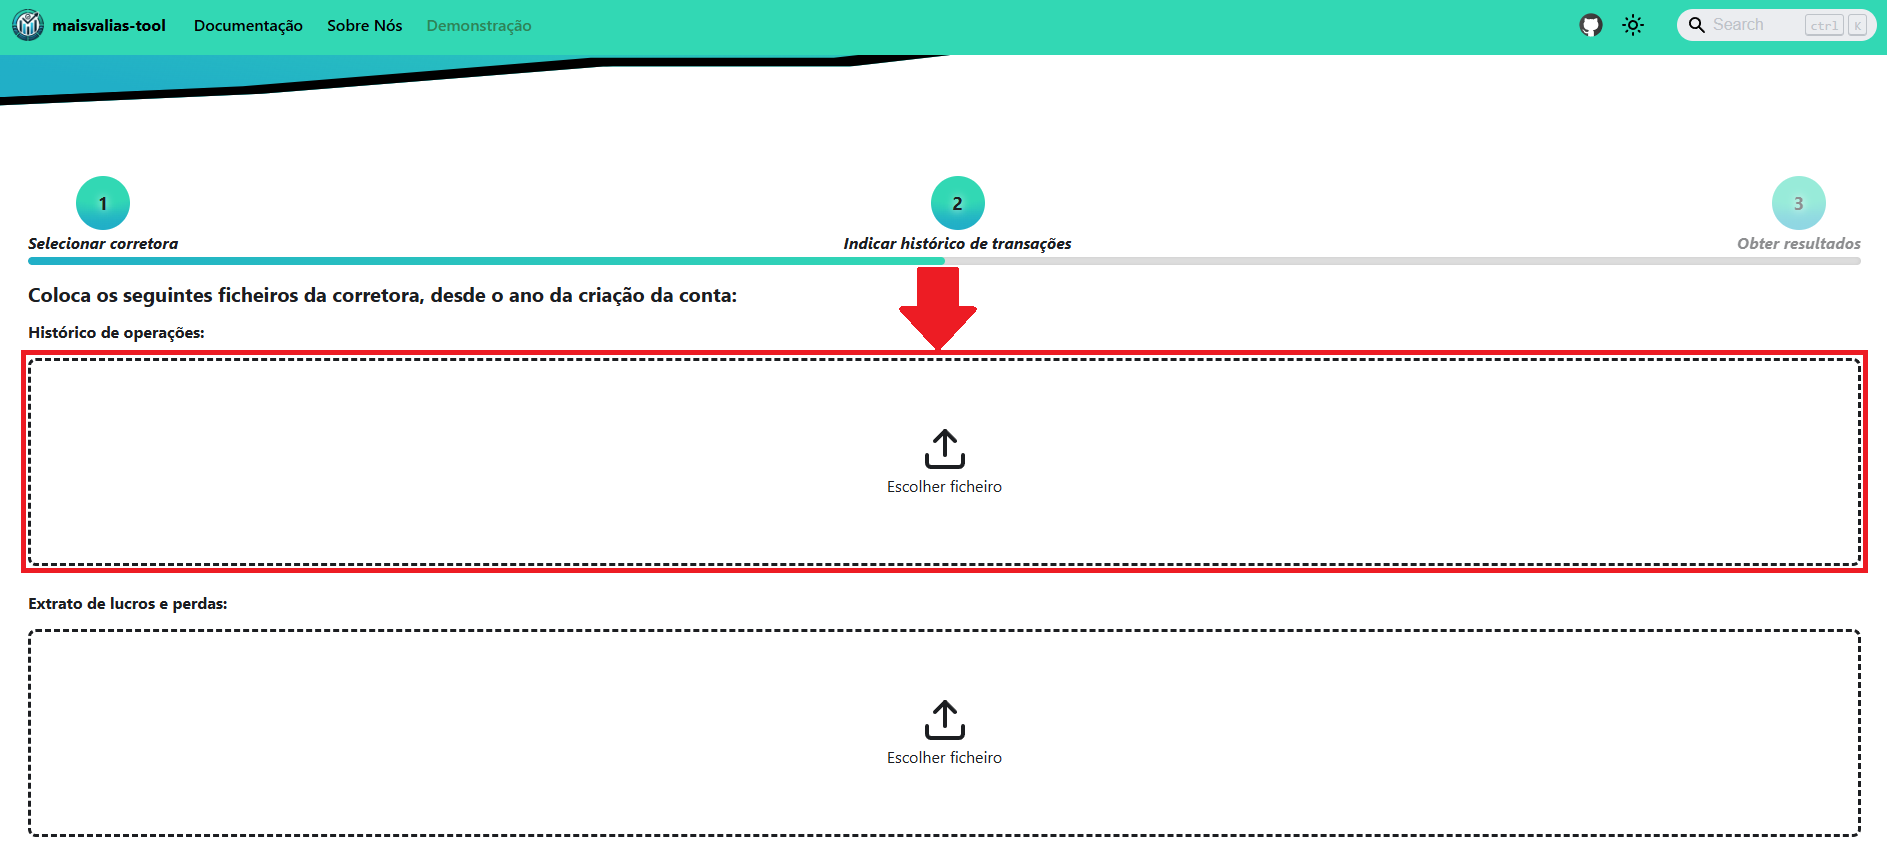 maisvalias-tool Documentação Sobre Nós Demonstração Search ctrl K
1 2 3
Selecionar corretora Indicar histórico de transações Obter resultados
Coloca os seguintes ficheiros da corretora, desde o ano da criação da conta:
Histórico de operações:
Escolher ficheiro
Extrato de lucros e perdas:
Escolher ficheiro